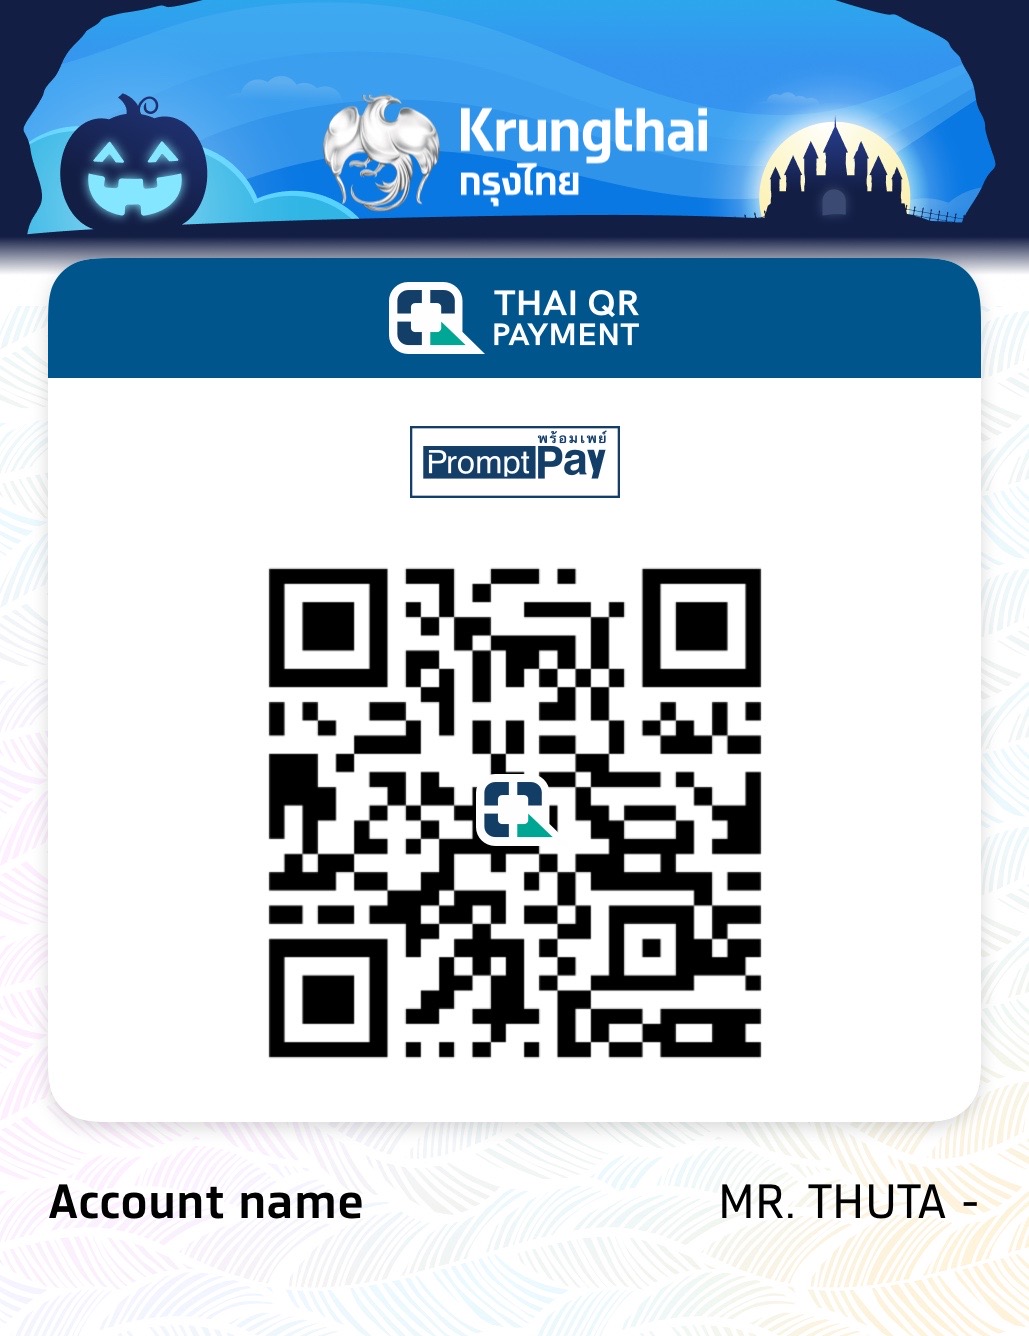 Krungthai
กรุงไทย
THAI QR
PAYMENT
พร้อมเพย์
PromptPay
Account name
MR. THUTA -